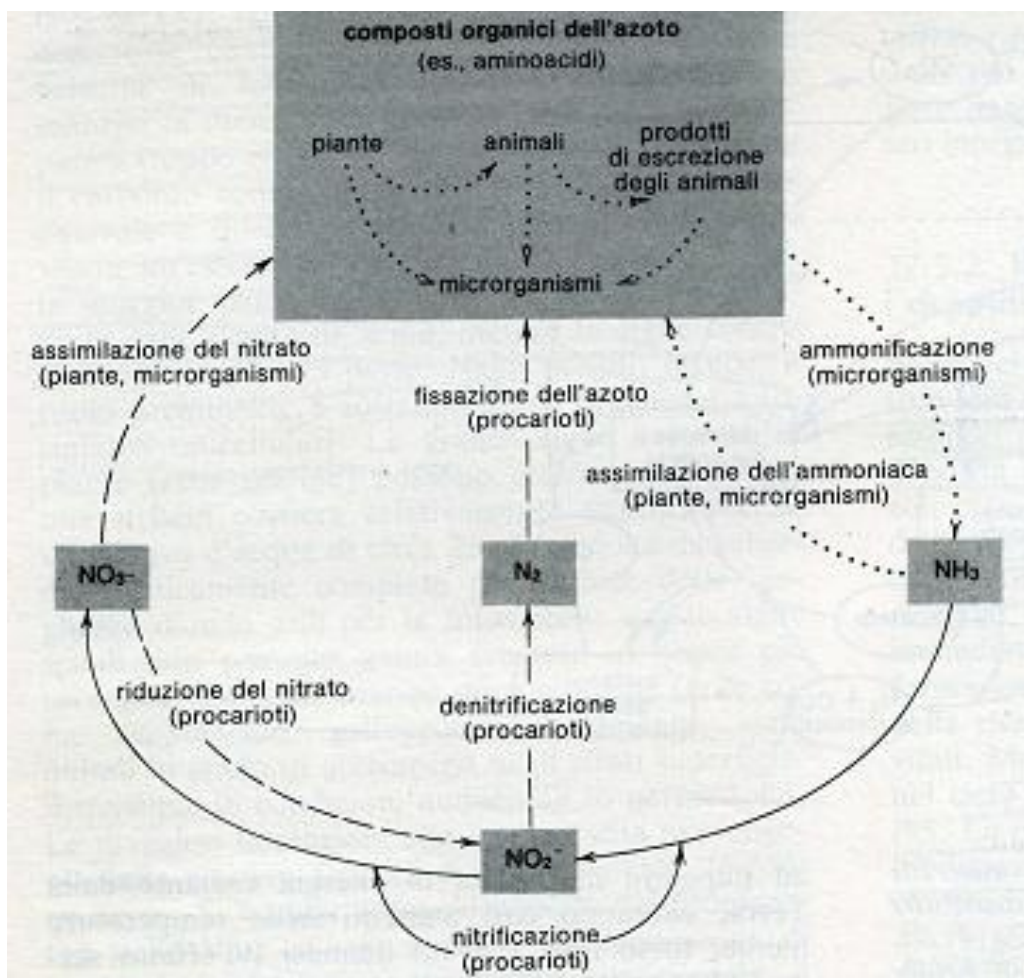 composti organici dell'azoto
(es., aminoacidi)
piante
animali
prodotti
di escrezione
degli animali
microrganismi
assimilazione del nitrato
(piante, microrganismi)
fissazione dell'azoto
(procarioti)
ammonificazione
(microrganismi)
assimilazione dell'ammoniaca
(piante, microrganismi)
NO₃⁻
N₂
NH₃
riduzione del nitrato
(procarioti)
denitrificazione
(procarioti)
NO₂⁻
nitrificazione
(procarioti)